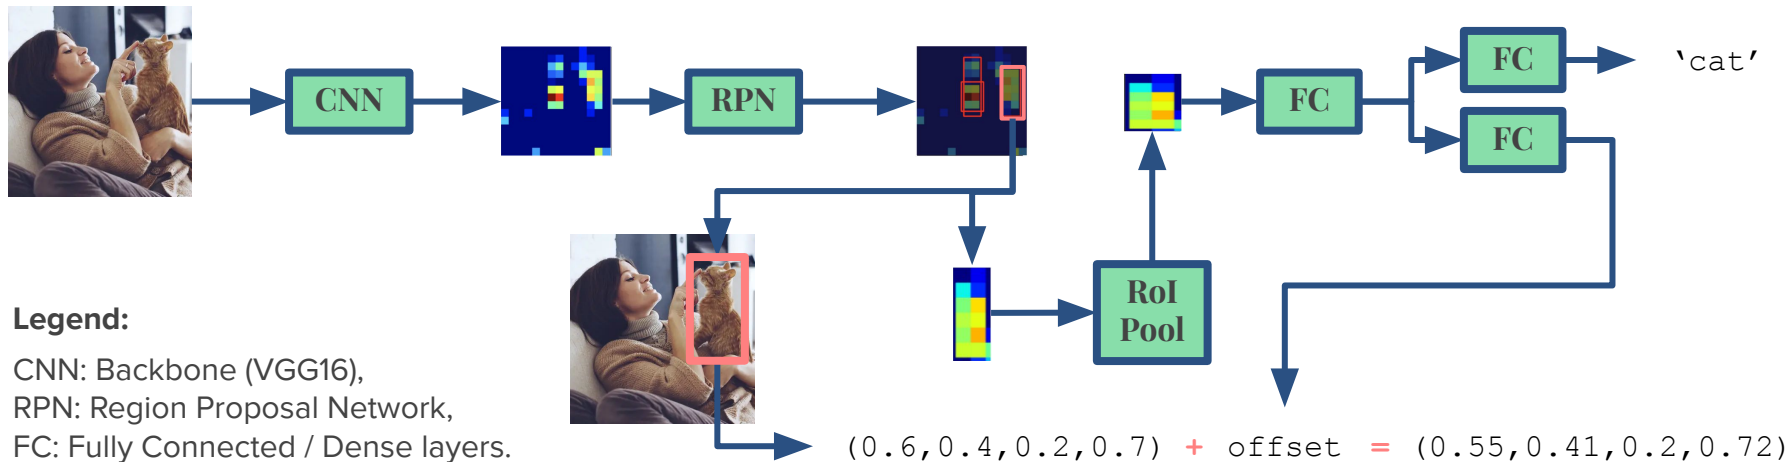 CNN
RPN
FC
FC
'cat'
FC
RoI
Pool
Legend:
CNN: Backbone (VGG16),
RPN: Region Proposal Network,
FC: Fully Connected / Dense layers.
(0.6,0.4,0.2,0.7) + offset = (0.55,0.41,0.2,0.72)